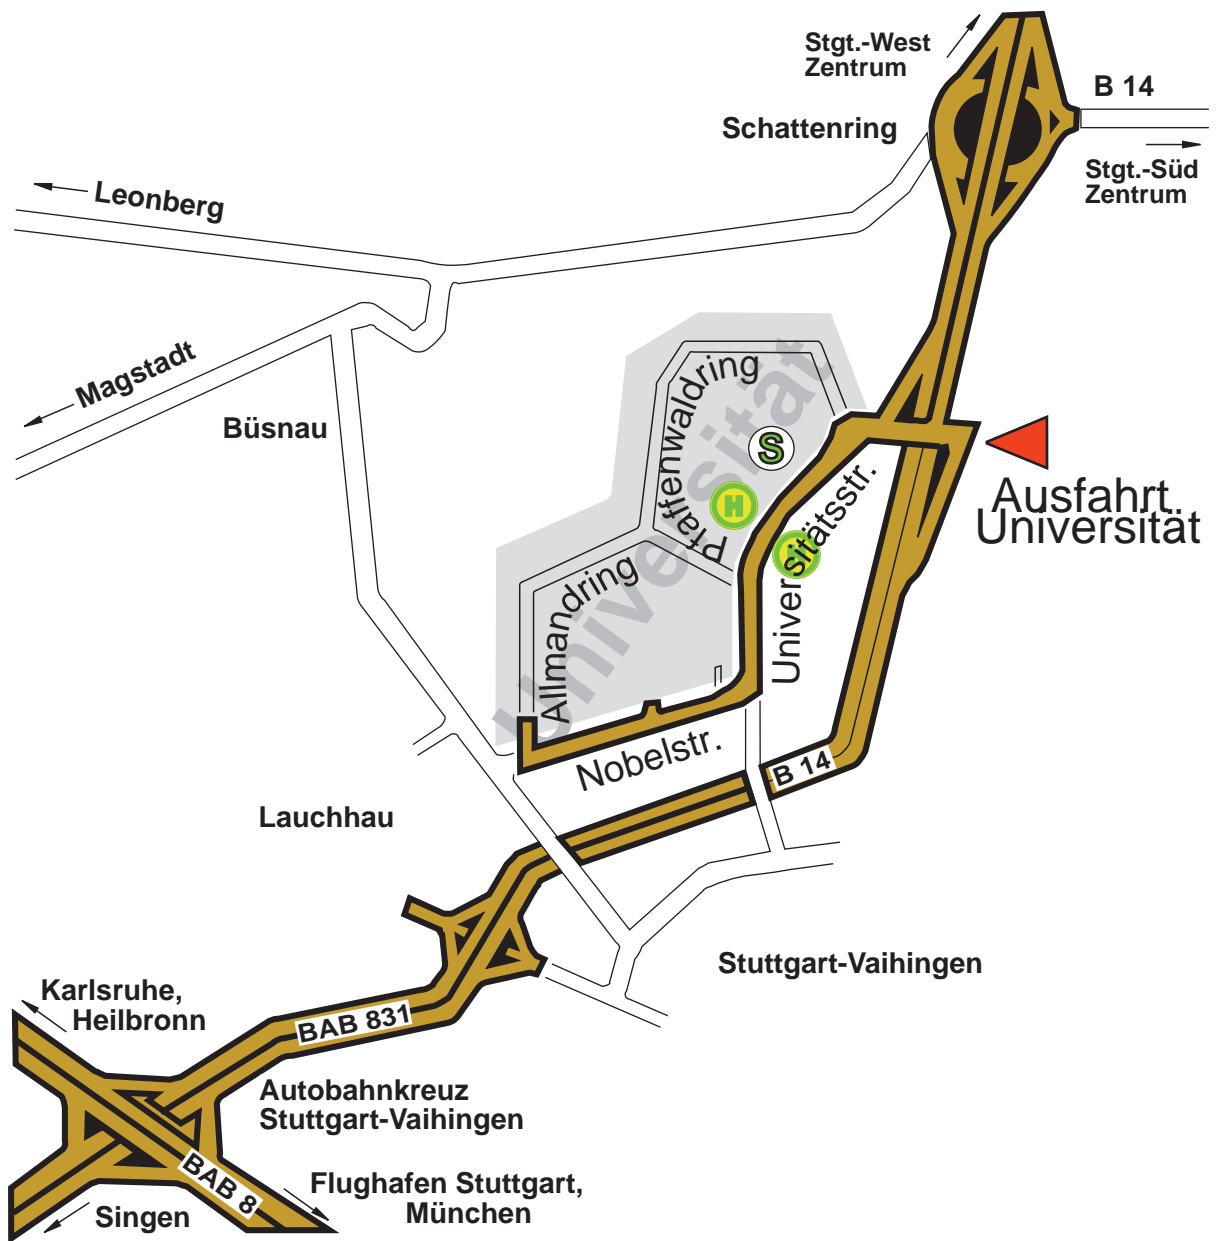 Stgt.-West
Zentrum
B 14
Schattenring
Stgt.-Süd
Zentrum
Leonberg
Magstadt
Büsnau
Pfaffenwaldring
Universität
S
H
Universitätsstr.
Ausfahrt
Universität
Allmandring
Nobelstr.
B 14
Lauchhau
Stuttgart-Vaihingen
Karlsruhe,
Heilbronn
BAB 831
Autobahnkreuz
Stuttgart-Vaihingen
BAB 8
Flughafen Stuttgart,
München
Singen